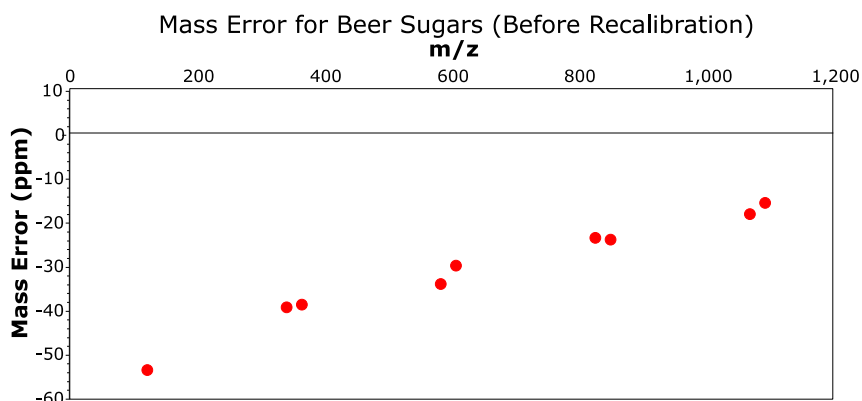 Mass Error for Beer Sugars (Before Recalibration)
m/z
0 200 400 600 800 1,000 1,200
10
0
-10
-20
-30
-40
-50
-60
Mass Error (ppm)